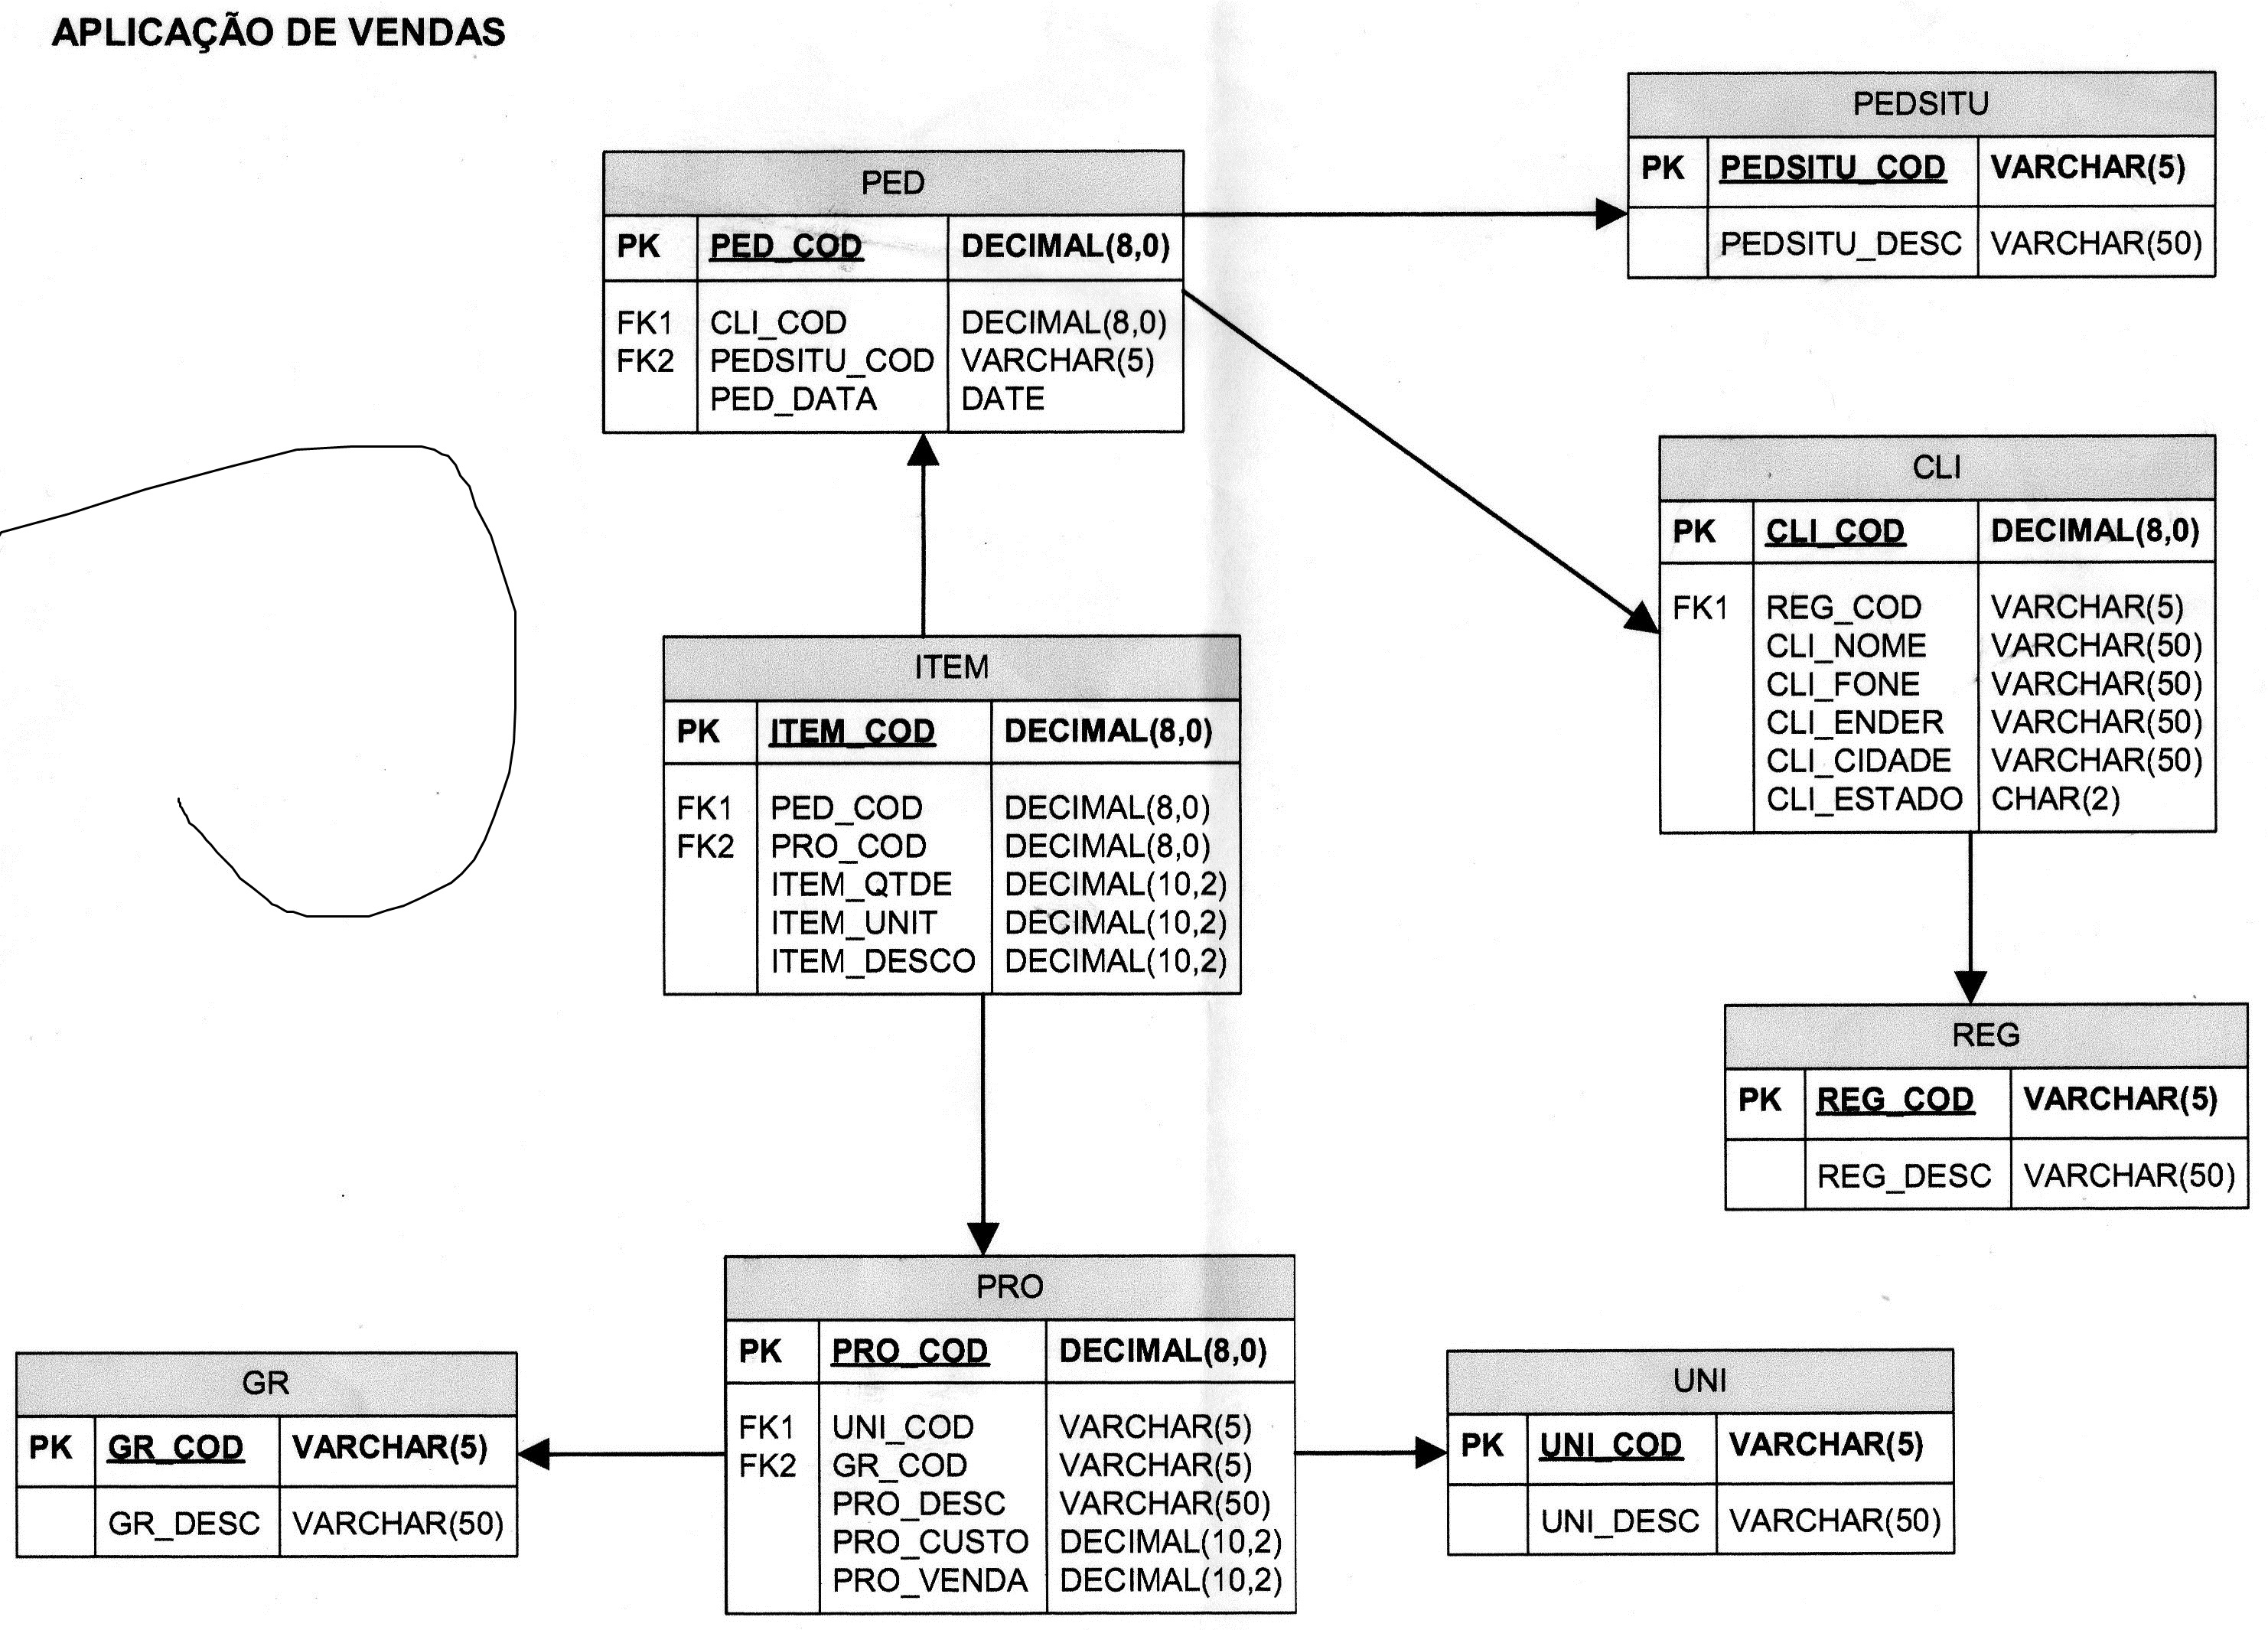 APLICAÇÃO DE VENDAS
PEDSITU
PK PEDSITU_COD VARCHAR(5)
PEDSITU_DESC VARCHAR(50)
PED
PK PED_COD DECIMAL(8,0)
FK1 CLI_COD DECIMAL(8,0)
FK2 PEDSITU_COD VARCHAR(5)
PED_DATA DATE
CLI
PK CLI_COD DECIMAL(8,0)
FK1 REG_COD VARCHAR(5)
CLI_NOME VARCHAR(50)
CLI_FONE VARCHAR(50)
CLI_ENDER VARCHAR(50)
CLI_CIDADE VARCHAR(50)
CLI_ESTADO CHAR(2)
ITEM
PK ITEM_COD DECIMAL(8,0)
FK1 PED_COD DECIMAL(8,0)
FK2 PRO_COD DECIMAL(8,0)
ITEM_QTDE DECIMAL(10,2)
ITEM_UNIT DECIMAL(10,2)
ITEM_DESCO DECIMAL(10,2)
REG
PK REG_COD VARCHAR(5)
REG_DESC VARCHAR(50)
PRO
PK PRO_COD DECIMAL(8,0)
FK1 UNI_COD VARCHAR(5)
FK2 GR_COD VARCHAR(5)
PRO_DESC VARCHAR(50)
PRO_CUSTO DECIMAL(10,2)
PRO_VENDA DECIMAL(10,2)
GR
PK GR_COD VARCHAR(5)
GR_DESC VARCHAR(50)
UNI
PK UNI_COD VARCHAR(5)
UNI_DESC VARCHAR(50)